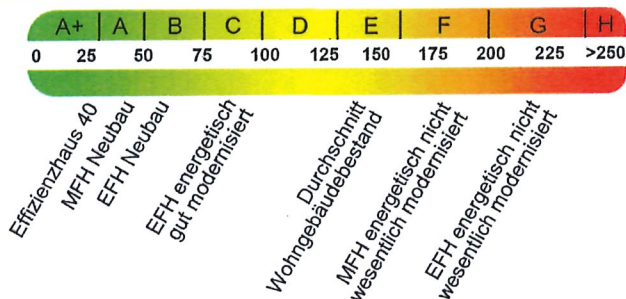 A+ A B C D E F G H
0 25 50 75 100 125 150 175 200 225 >250
Effizienzhaus 40
MFH Neubau
EFH Neubau
EFH energetisch
gut modernisiert
Durchschnitt
Wohngebäudebestand
MFH energetisch nicht
wesentlich modernisiert
EFH energetisch nicht
wesentlich modernisiert